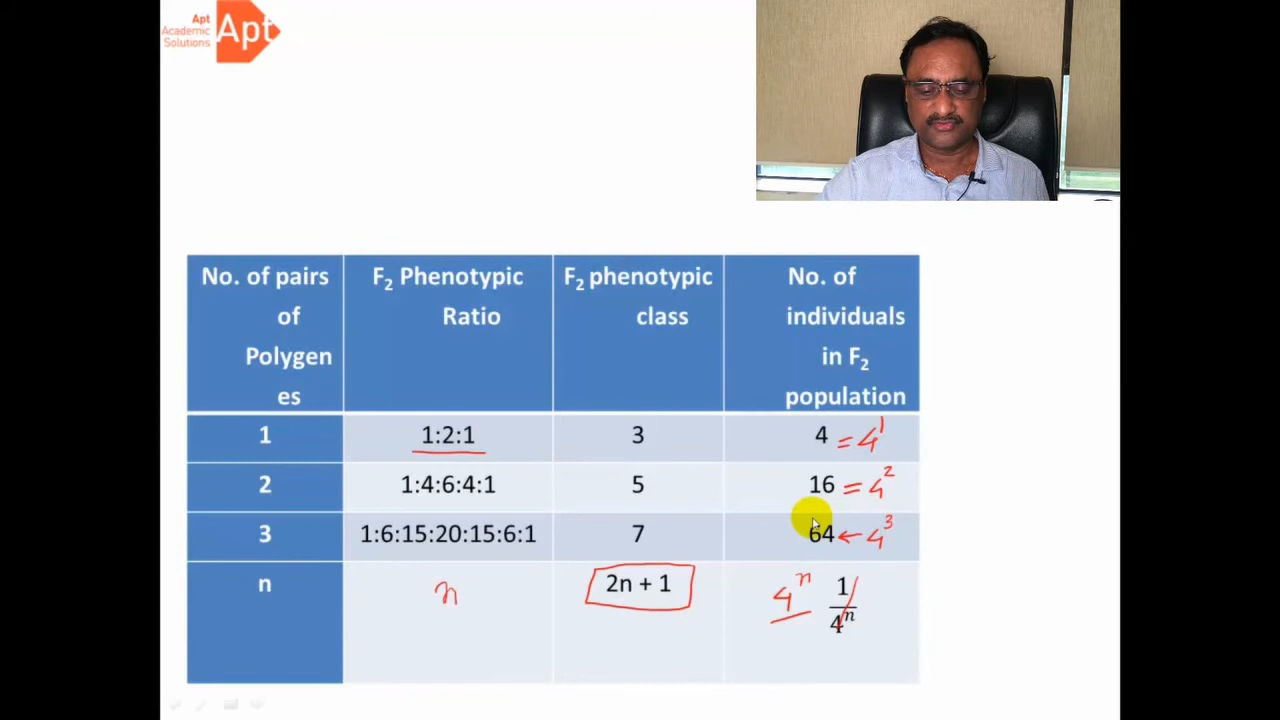 Apt
Academic
Solutions
Apt
No. of pairs
of
Polygen
es
F₂ Phenotypic
Ratio
F₂ phenotypic
class
No. of
individuals
in F₂
population
1
1:2:1
3
4 = 4¹
2
1:4:6:4:1
5
16 = 4²
3
1:6:15:20:15:6:1
7
64 ← 4³
n
n
2n + 1
4ⁿ
1
4ⁿ